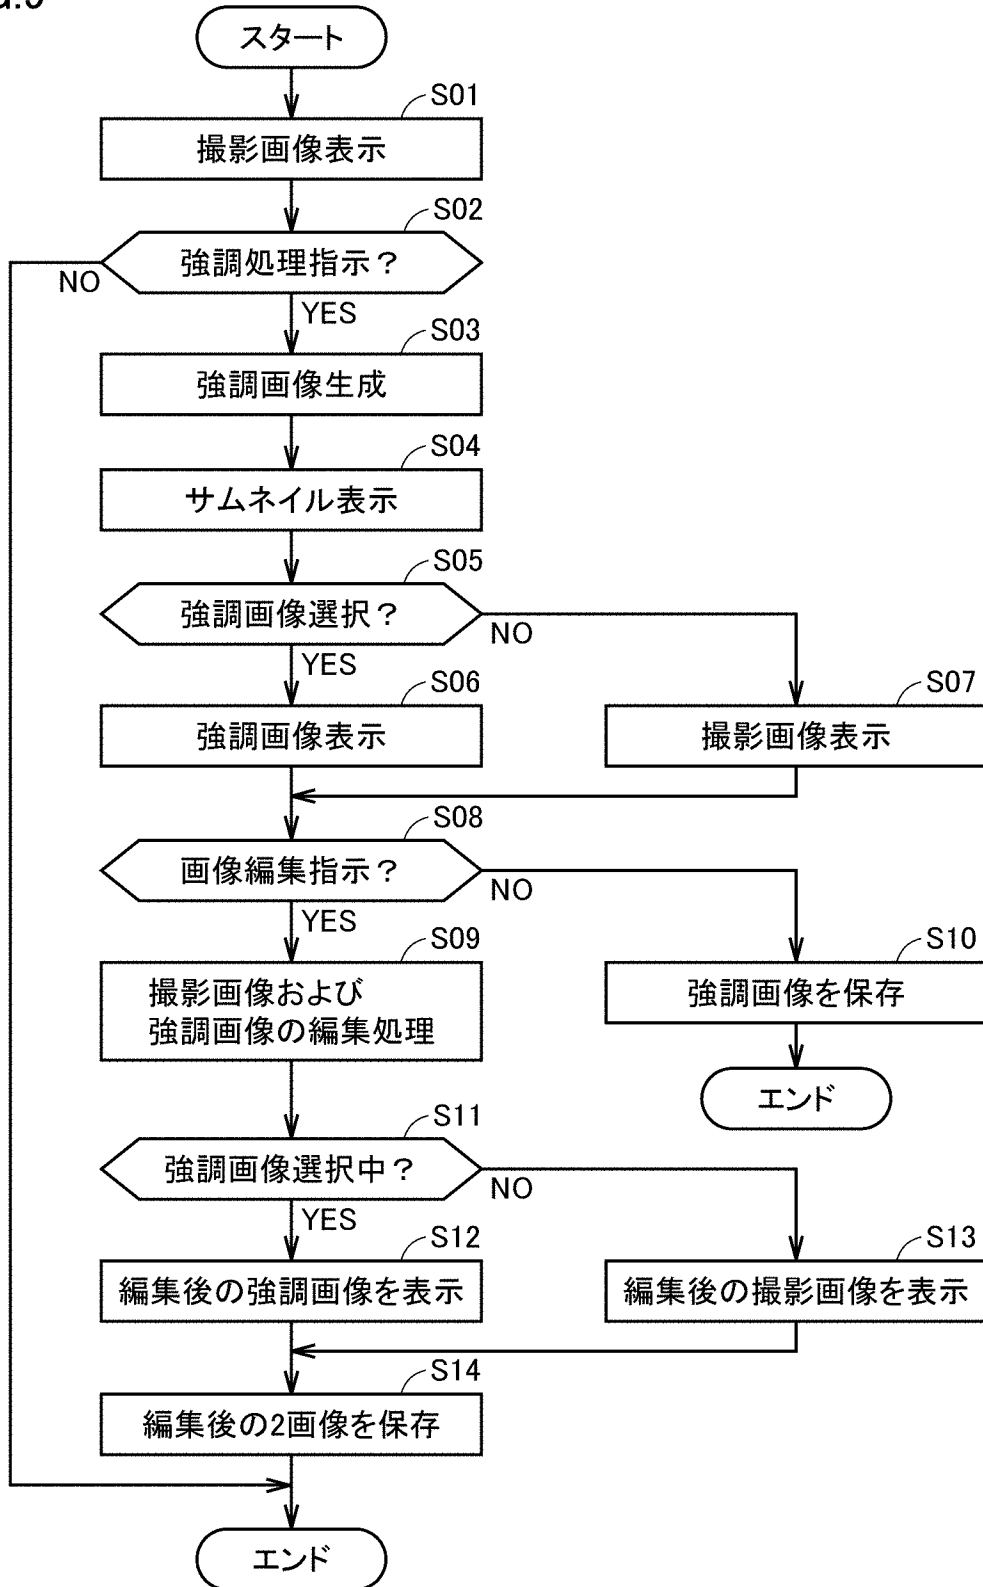 スタート
S01
撮影画像表示
S02
強調処理指示？
NO
YES
S03
強調画像生成
S04
サムネイル表示
S05
強調画像選択？
NO
YES
S06
強調画像表示
S07
撮影画像表示
S08
画像編集指示？
NO
YES
S09
撮影画像および
強調画像の編集処理
S10
強調画像を保存
エンド
S11
強調画像選択中？
NO
YES
S12
編集後の強調画像を表示
S13
編集後の撮影画像を表示
S14
編集後の2画像を保存
エンド